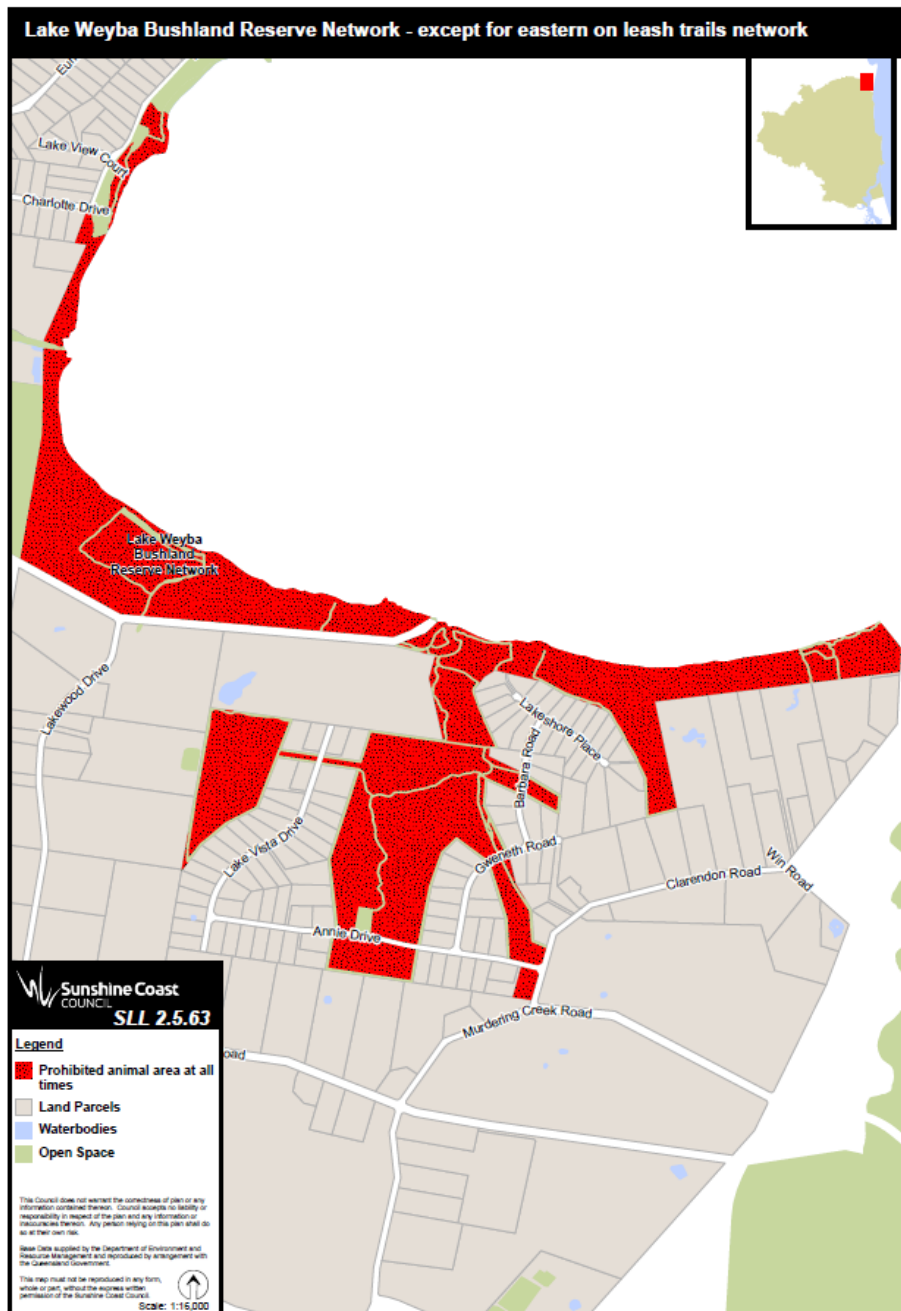 Lake Weyba Bushland Reserve Network - except for eastern on leash trails network
Eun
Lake View Court
Charlotte Drive
Lake Weyba
Bushland
Reserve Network
Lakewood Drive
Lakeshore Place
Barbara Road
Lake Vista Drive
Gweneth Road
Win Road
Clarendon Road
Annie Drive
Murdering Creek Road
oad
Sunshine Coast
COUNCIL
SLL 2.5.63
Legend
Prohibited animal area at all
times
Land Parcels
Waterbodies
Open Space
This Council does not warrant the correctness of plan or any
information contained therein. Council accepts no liability or
responsibility in respect of the plan and any information or
inaccuracies therein. Any person relying on this plan shall do
so at their own risk.
Base Data supplied by the Department of Environment and
Resource Management and reproduced by arrangement with
the Queensland Government.
This map must not be reproduced in any form,
whole or part, without the express written
permission of the Sunshine Coast Council.
Scale: 1:15,000